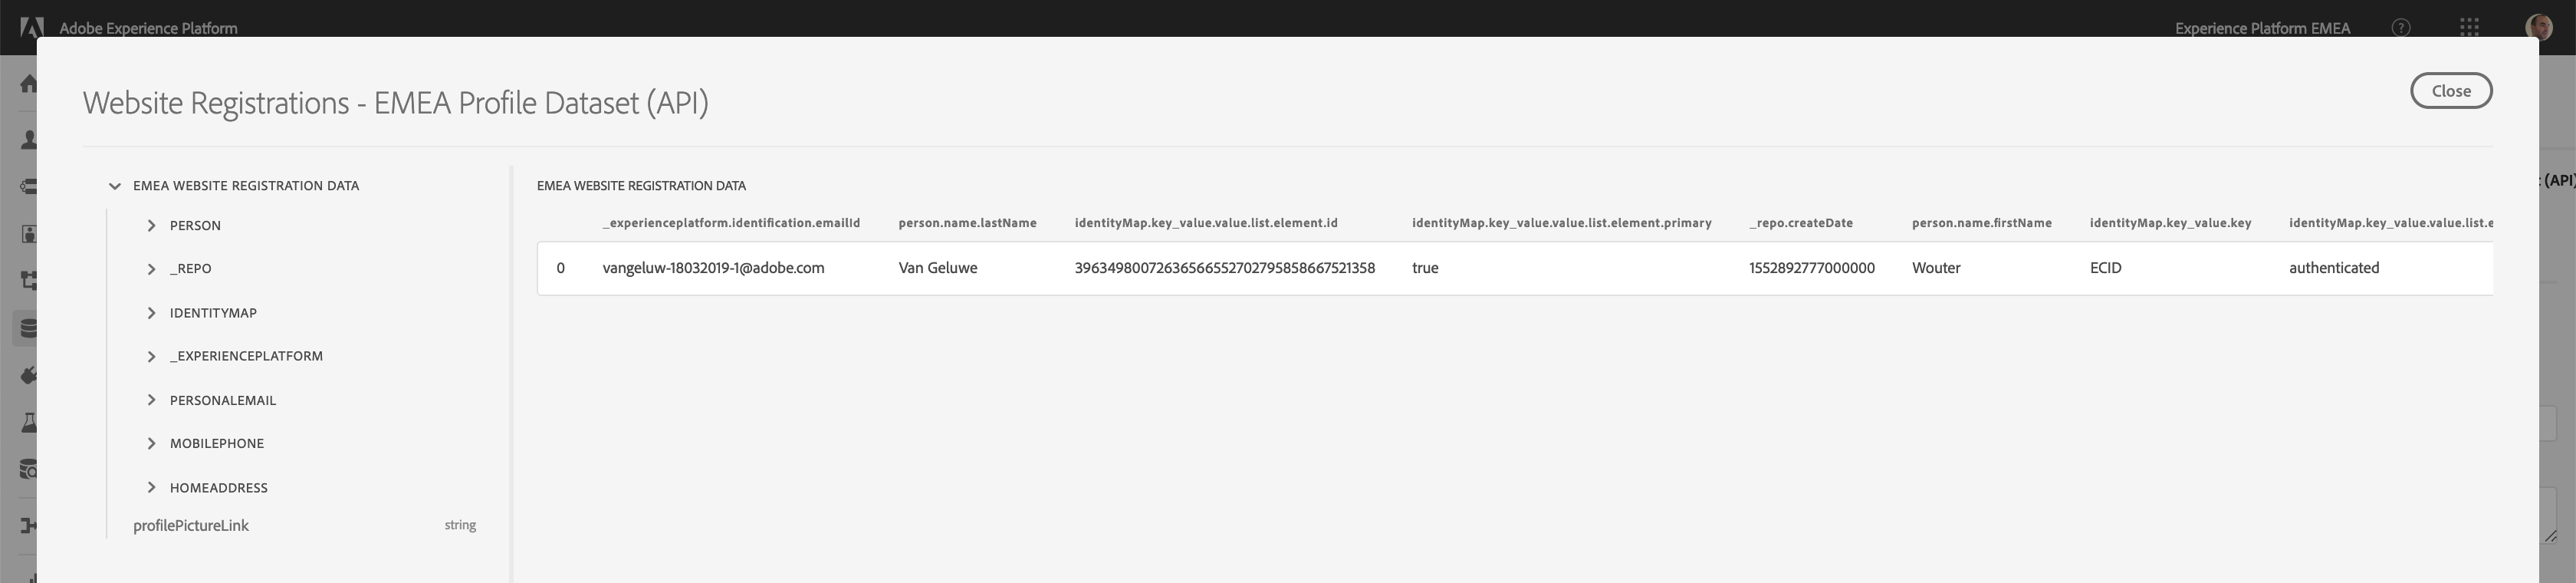 Adobe Experience Platform
Experience Platform EMEA
?
Website Registrations - EMEA Profile Dataset (API)
Close
(API)
EMEA WEBSITE REGISTRATION DATA
PERSON
_REPO
IDENTITYMAP
_EXPERIENCEPLATFORM
PERSONALEMAIL
MOBILEPHONE
HOMEADDRESS
profilePictureLink string
EMEA WEBSITE REGISTRATION DATA
_experienceplatform.identification.emailId person.name.lastName identityMap.key_value.value.list.element.id identityMap.key_value.value.list.element.primary _repo.createDate person.name.firstName identityMap.key_value.key identityMap.key_value.value.list.e
0 vangeluw-18032019-1@adobe.com Van Geluwe 39634980072636566552702795858667521358 true 1552892777000000 Wouter ECID authenticated